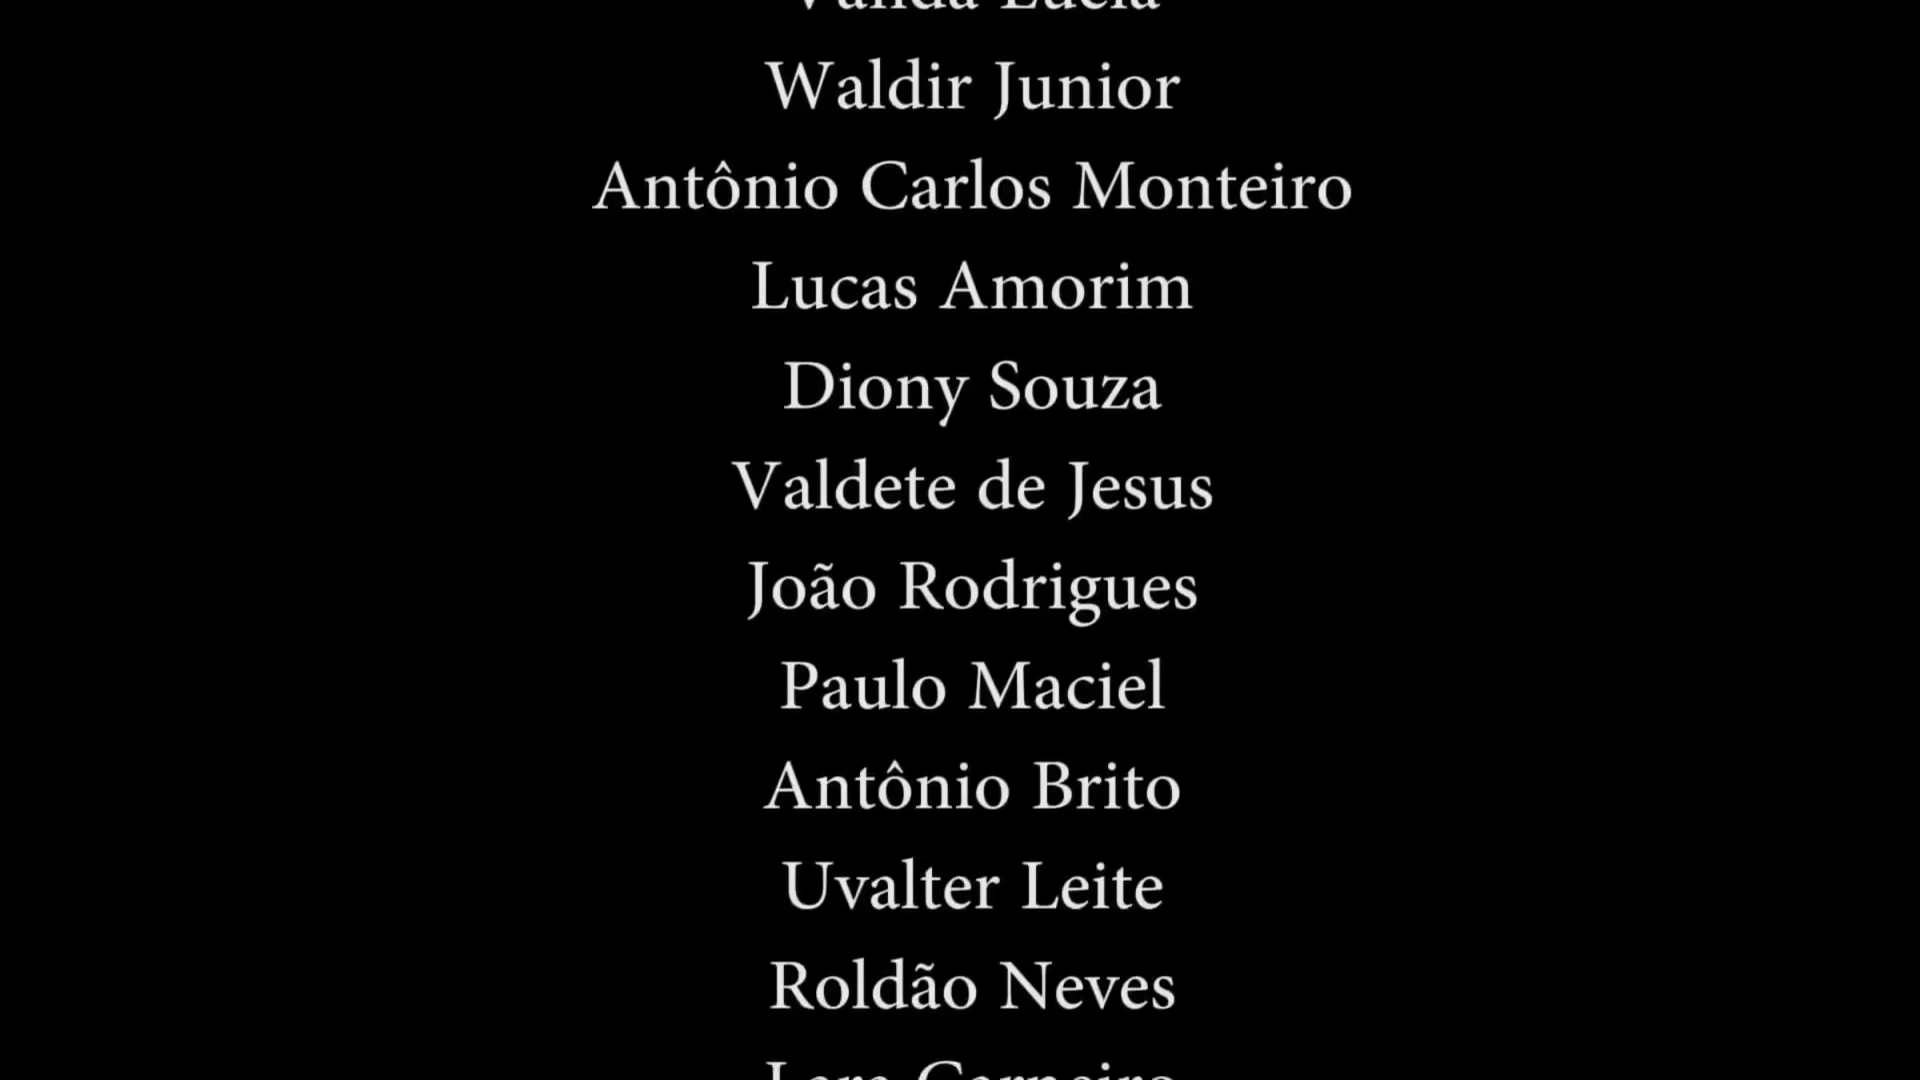 Waldir Junior
Antônio Carlos Monteiro
Lucas Amorim
Diony Souza
Valdete de Jesus
João Rodrigues
Paulo Maciel
Antônio Brito
Uvalter Leite
Roldão Neves